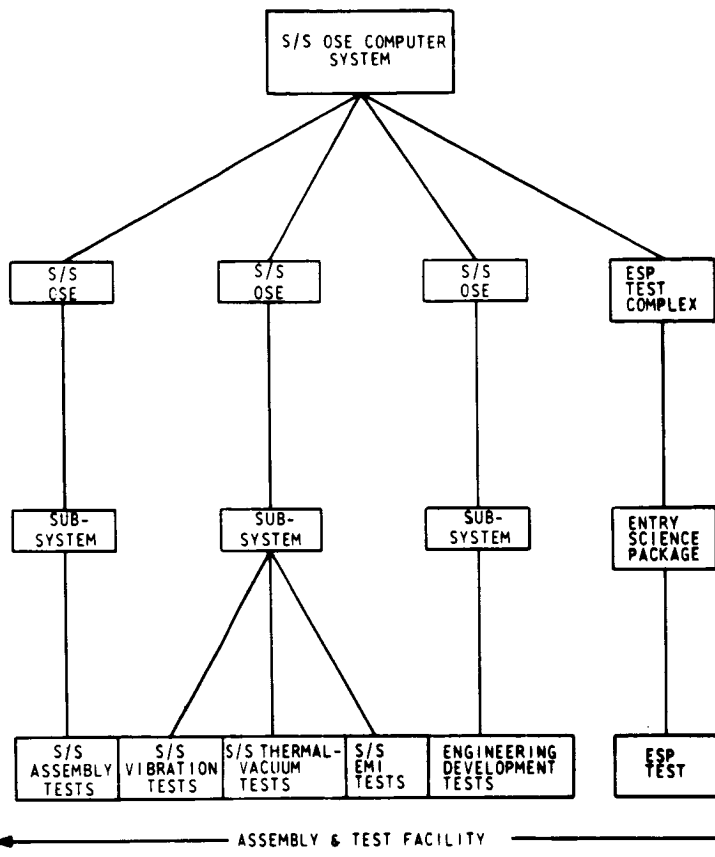 S/S OSE COMPUTER
SYSTEM
S/S
CSE
S/S
OSE
S/S
OSE
ESP
TEST
COMPLEX
SUB-
SYSTEM
SUB-
SYSTEM
SUB-
SYSTEM
ENTRY
SCIENCE
PACKAGE
S/S
ASSEMBLY
TESTS
S/S
VIBRATION
TESTS
S/S THERMAL-
VACUUM
TESTS
S/S
EMI
TESTS
ENGINEERING
DEVELOPMENT
TESTS
ESP
TEST
ASSEMBLY & TEST FACILITY